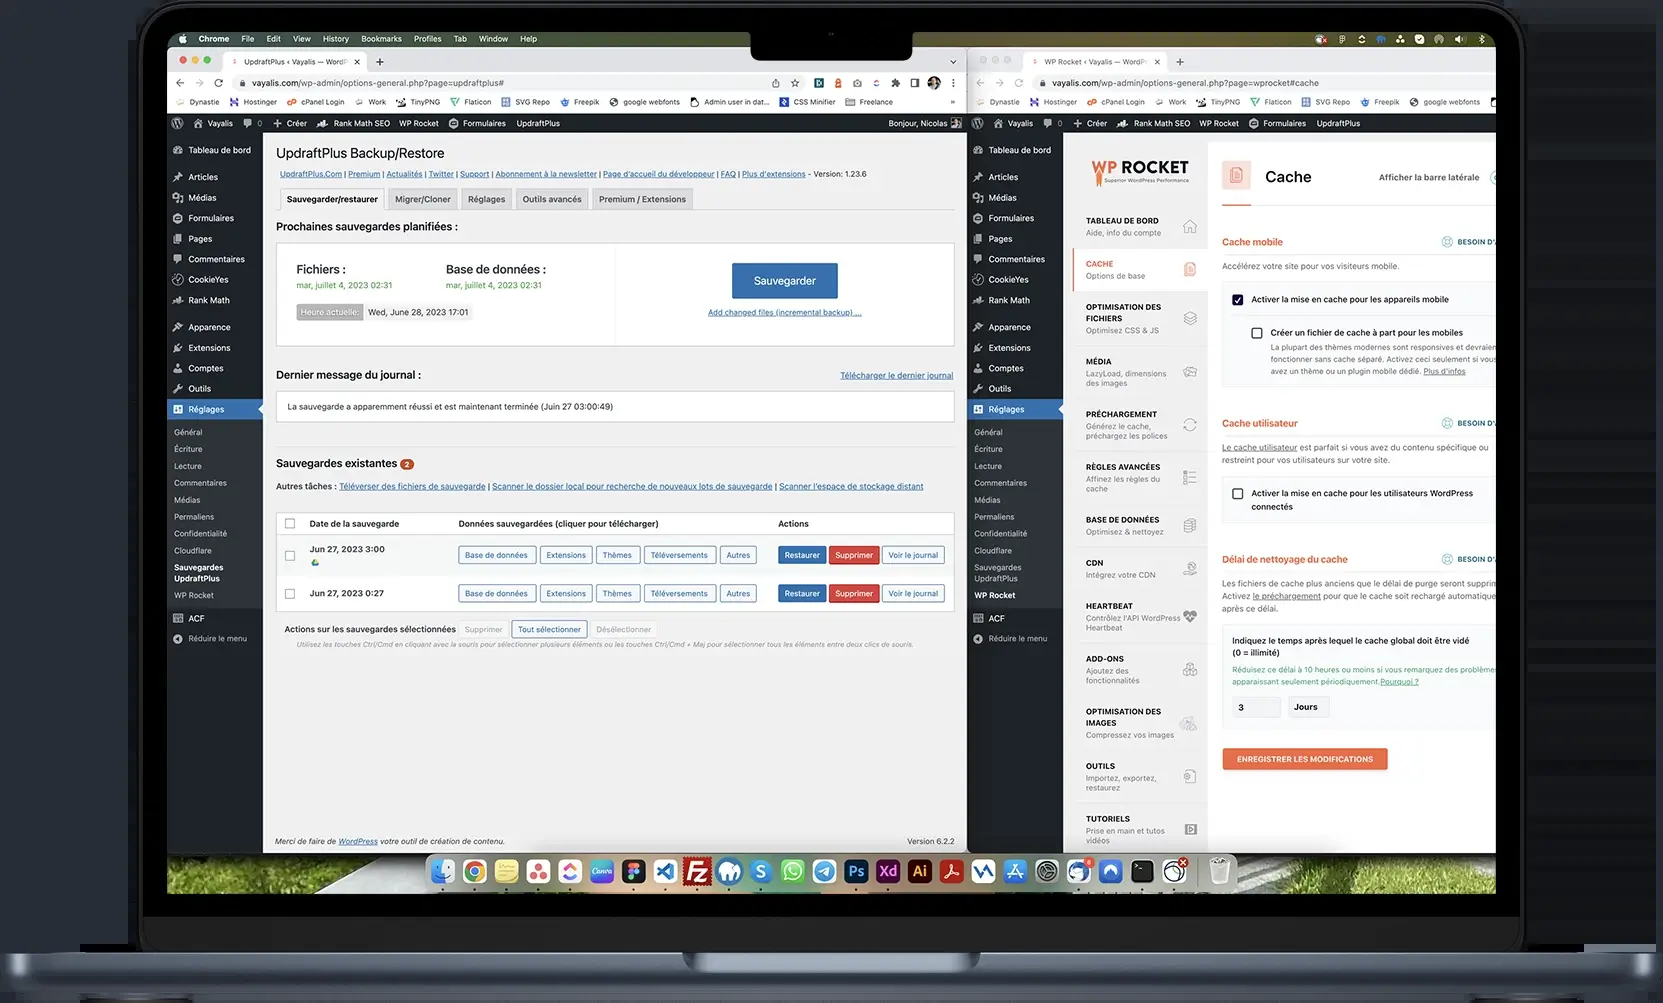 Chrome File Edit View History Bookmarks Profiles Tab Window Help
UpdraftPlus ‹ Vayalis — WordP
vayalis.com/wp-admin/options-general.php?page=updraftplus#
Dynastie Hostinger cPanel Login Work TinyPNG Flaticon SVG Repo Freepik google webfonts Admin user in dat... CSS Minifier Freelance »
Vayalis 0 Créer Rank Math SEO WP Rocket Formulaires UpdraftPlus Bonjour, Nicolas
Tableau de bord
Articles
Médias
Formulaires
Pages
Commentaires
CookieYes
Rank Math
Apparence
Extensions
Comptes
Outils
Réglages
Général
Écriture
Lecture
Commentaires
Médias
Permaliens
Confidentialité
Cloudflare
Sauvegardes
UpdraftPlus
WP Rocket
ACF
Réduire le menu
UpdraftPlus Backup/Restore
UpdraftPlus.Com | Premium | Actualités | Twitter | Support | Abonnement à la newsletter | Page d'accueil du développeur | FAQ | Plus d'extensions - Version: 1.23.6
Sauvegarder/restaurer Migrer/Cloner Réglages Outils avancés Premium / Extensions
Prochaines sauvegardes planifiées :
Fichiers : Base de données :
mar, juillet 4, 2023 02:31 mar, juillet 4, 2023 02:31
Heure actuelle: Wed, June 28, 2023 17:01
Sauvegarder
Add changed files (incremental backup) ...
Dernier message du journal :
Télécharger le dernier journal
La sauvegarde a apparemment réussi et est maintenant terminée (Juin 27 03:00:49)
Sauvegardes existantes 2
Autres tâches : Téléverser des fichiers de sauvegarde | Scanner le dossier local pour recherche de nouveaux lots de sauvegarde | Scanner l'espace de stockage distant
Date de la sauvegarde Données sauvegardées (cliquer pour télécharger) Actions
Jun 27, 2023 3:00 Base de données Extensions Thèmes Téléversements Autres Restaurer Supprimer Voir le journal
Jun 27, 2023 0:27 Base de données Extensions Thèmes Téléversements Autres Restaurer Supprimer Voir le journal
Actions sur les sauvegardes sélectionnées Supprimer Tout sélectionner Désélectionner
Utilisez les touches Ctrl/Cmd en cliquant avec la souris pour sélectionner plusieurs éléments ou les touches Ctrl/Cmd + Maj pour sélectionner tous les éléments entre deux clics de souris.
Merci de faire de WordPress votre outil de création de contenu.
Version 6.2.2
WP Rocket ‹ Vayalis — WordP
vayalis.com/wp-admin/options-general.php?page=wprocket#cache
Dynastie Hostinger cPanel Login Work TinyPNG Flaticon SVG Repo Freepik google webfonts
Vayalis 0 Créer Rank Math SEO WP Rocket Formulaires UpdraftPlus
Tableau de bord
Articles
Médias
Formulaires
Pages
Commentaires
CookieYes
Rank Math
Apparence
Extensions
Comptes
Outils
Réglages
Général
Écriture
Lecture
Commentaires
Médias
Permaliens
Confidentialité
Cloudflare
Sauvegardes
UpdraftPlus
WP Rocket
ACF
Réduire le menu
WP ROCKET
Superior WordPress Performance
TABLEAU DE BORD
Aide, info du compte
CACHE
Options de base
OPTIMISATION DES
FICHIERS
Optimisez CSS & JS
MÉDIA
LazyLoad, dimensions
des images
PRÉCHARGEMENT
Générez le cache,
préchargez les polices
RÈGLES AVANCÉES
Affinez les règles du
cache
BASE DE DONNÉES
Optimisez & nettoyez
CDN
Intégrez votre CDN
HEARTBEAT
Contrôlez l'API WordPress
Heartbeat
ADD-ONS
Ajoutez des
fonctionnalités
OPTIMISATION DES
IMAGES
Compressez vos images
OUTILS
Importez, exportez,
restaurez
TUTORIELS
Prise en main et tutos
vidéos
Cache
Afficher la barre latérale
Cache mobile BESOIN D'
Accélérez votre site pour vos visiteurs mobile.
Activer la mise en cache pour les appareils mobile
Créer un fichier de cache à part pour les mobiles
La plupart des thèmes modernes sont responsives et devraien
fonctionner sans cache séparé. Activez ceci seulement si vous
avez un thème ou un plugin mobile dédié. Plus d'infos
Cache utilisateur BESOIN D'
Le cache utilisateur est parfait si vous avez du contenu spécifique ou
restreint pour vos utilisateurs sur votre site.
Activer la mise en cache pour les utilisateurs WordPress
connectés
Délai de nettoyage du cache BESOIN D'
Les fichiers de cache plus anciens que le délai de purge seront supprim
Activez le préchargement pour que le cache soit rechargé automatique
après ce délai.
Indiquez le temps après lequel le cache global doit être vidé
(0 = illimité)
Réduisez ce délai à 10 heures ou moins si vous remarquez des problème
apparaissant seulement périodiquement. Pourquoi ?
3 Jours
ENREGISTRER LES MODIFICATIONS
Canva Fz S Ps Xd Ai